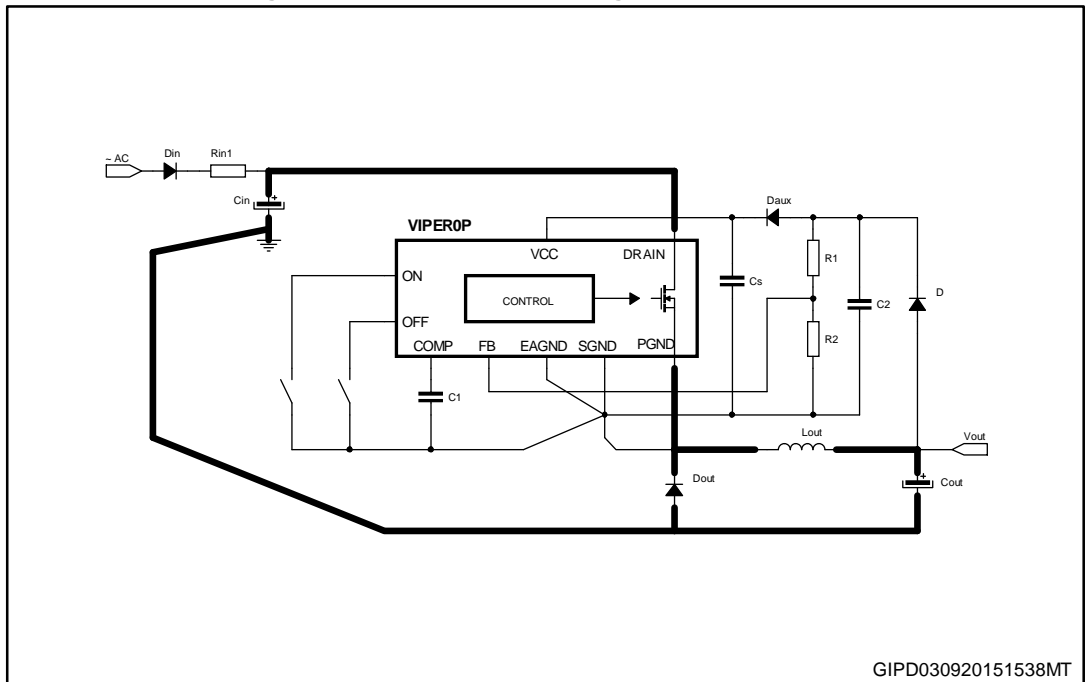 ~ AC
Din
Rin1
Cin
VIPER0P
VCC
DRAIN
ON
CONTROL
OFF
COMP
FB
EAGND
SGND
PGND
Daux
R1
Cs
C2
D
R2
C1
Lout
Vout
Dout
Cout
GIPD030920151538MT